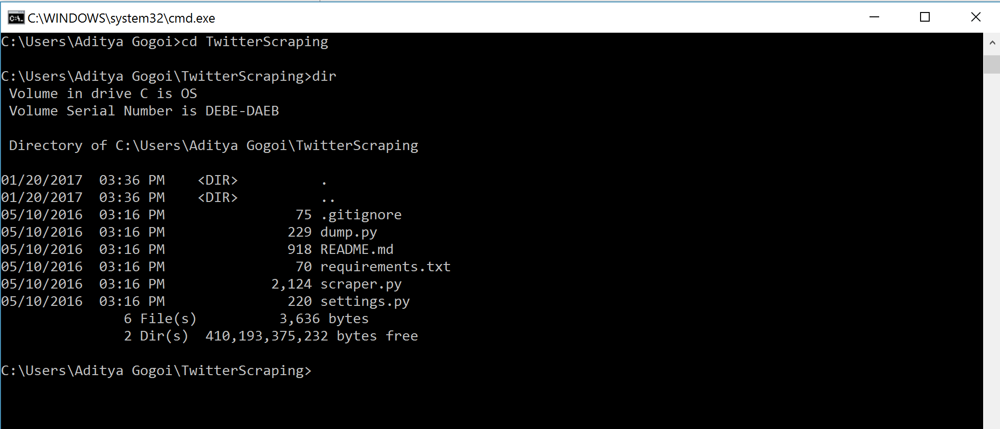 C:\WINDOWS\system32\cmd.exe
C:\Users\Aditya Gogoi>cd TwitterScraping
C:\Users\Aditya Gogoi\TwitterScraping>dir
 Volume in drive C is OS
 Volume Serial Number is DEBE-DAEB
 Directory of C:\Users\Aditya Gogoi\TwitterScraping
01/20/2017  03:36 PM    <DIR>          .
01/20/2017  03:36 PM    <DIR>          ..
05/10/2016  03:16 PM                75 .gitignore
05/10/2016  03:16 PM               229 dump.py
05/10/2016  03:16 PM               918 README.md
05/10/2016  03:16 PM                70 requirements.txt
05/10/2016  03:16 PM             2,124 scraper.py
05/10/2016  03:16 PM               220 settings.py
               6 File(s)          3,636 bytes
               2 Dir(s)  410,193,375,232 bytes free
C:\Users\Aditya Gogoi\TwitterScraping>